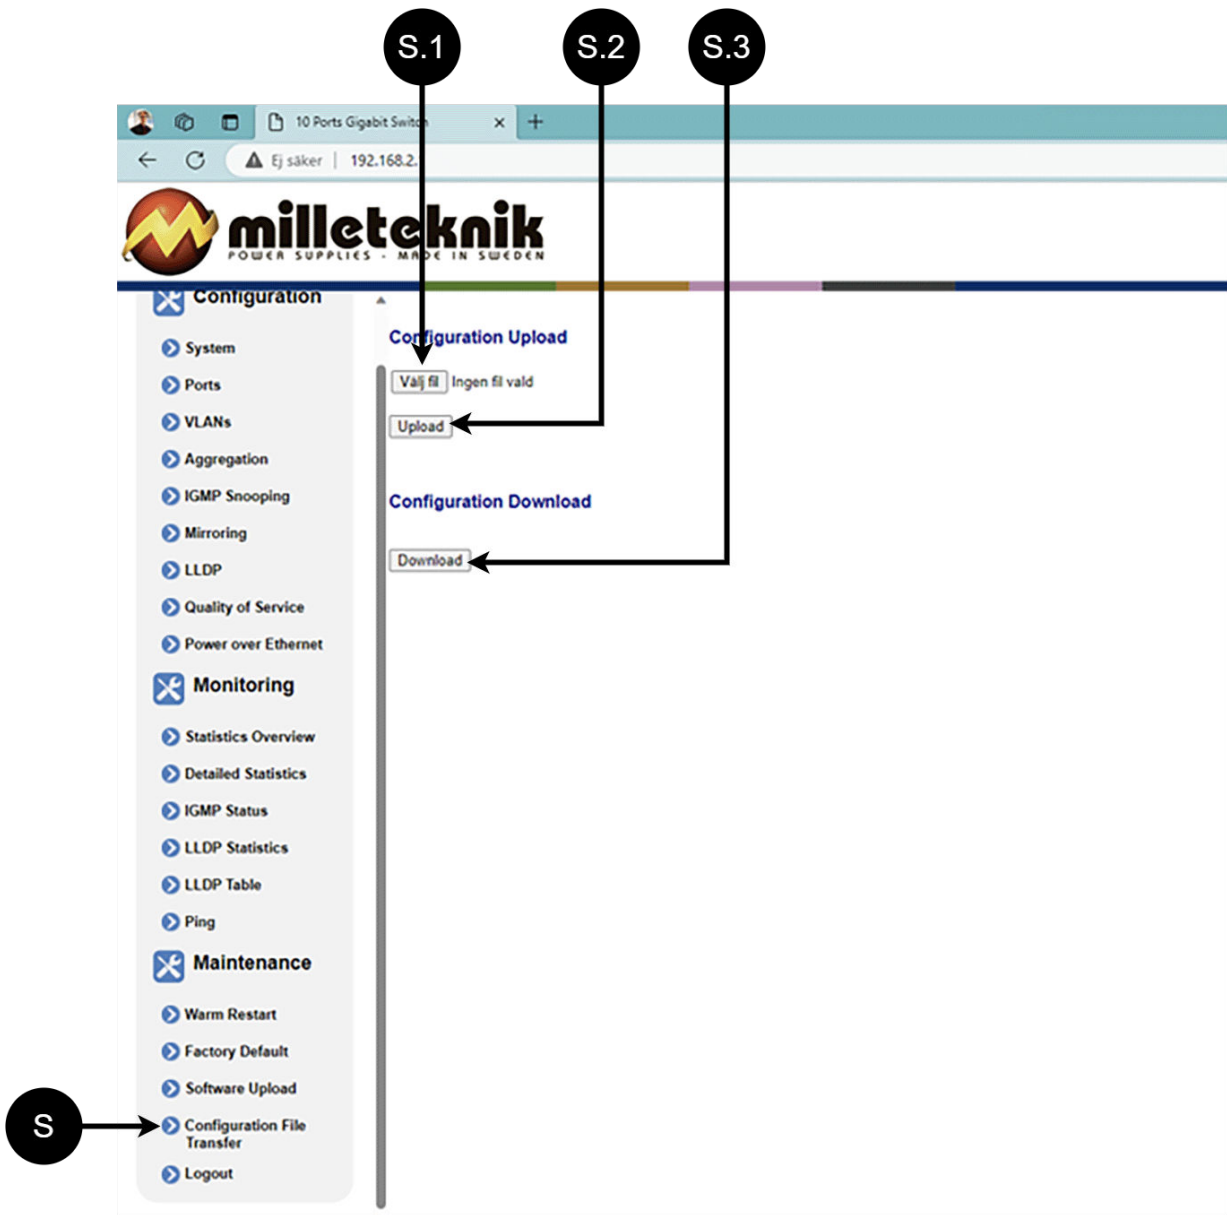 S.1 S.2 S.3
10 Ports Gigabit Switch
Ej säker 192.168.2.
milleteknik
POWER SUPPLIES - MADE IN SWEDEN
Configuration
System
Ports
VLANs
Aggregation
IGMP Snooping
Mirroring
LLDP
Quality of Service
Power over Ethernet
Monitoring
Statistics Overview
Detailed Statistics
IGMP Status
LLDP Statistics
LLDP Table
Ping
Maintenance
Warm Restart
Factory Default
Software Upload
S
Configuration File
Transfer
Logout
Configuration Upload
Välj fil Ingen fil vald
Upload
Configuration Download
Download